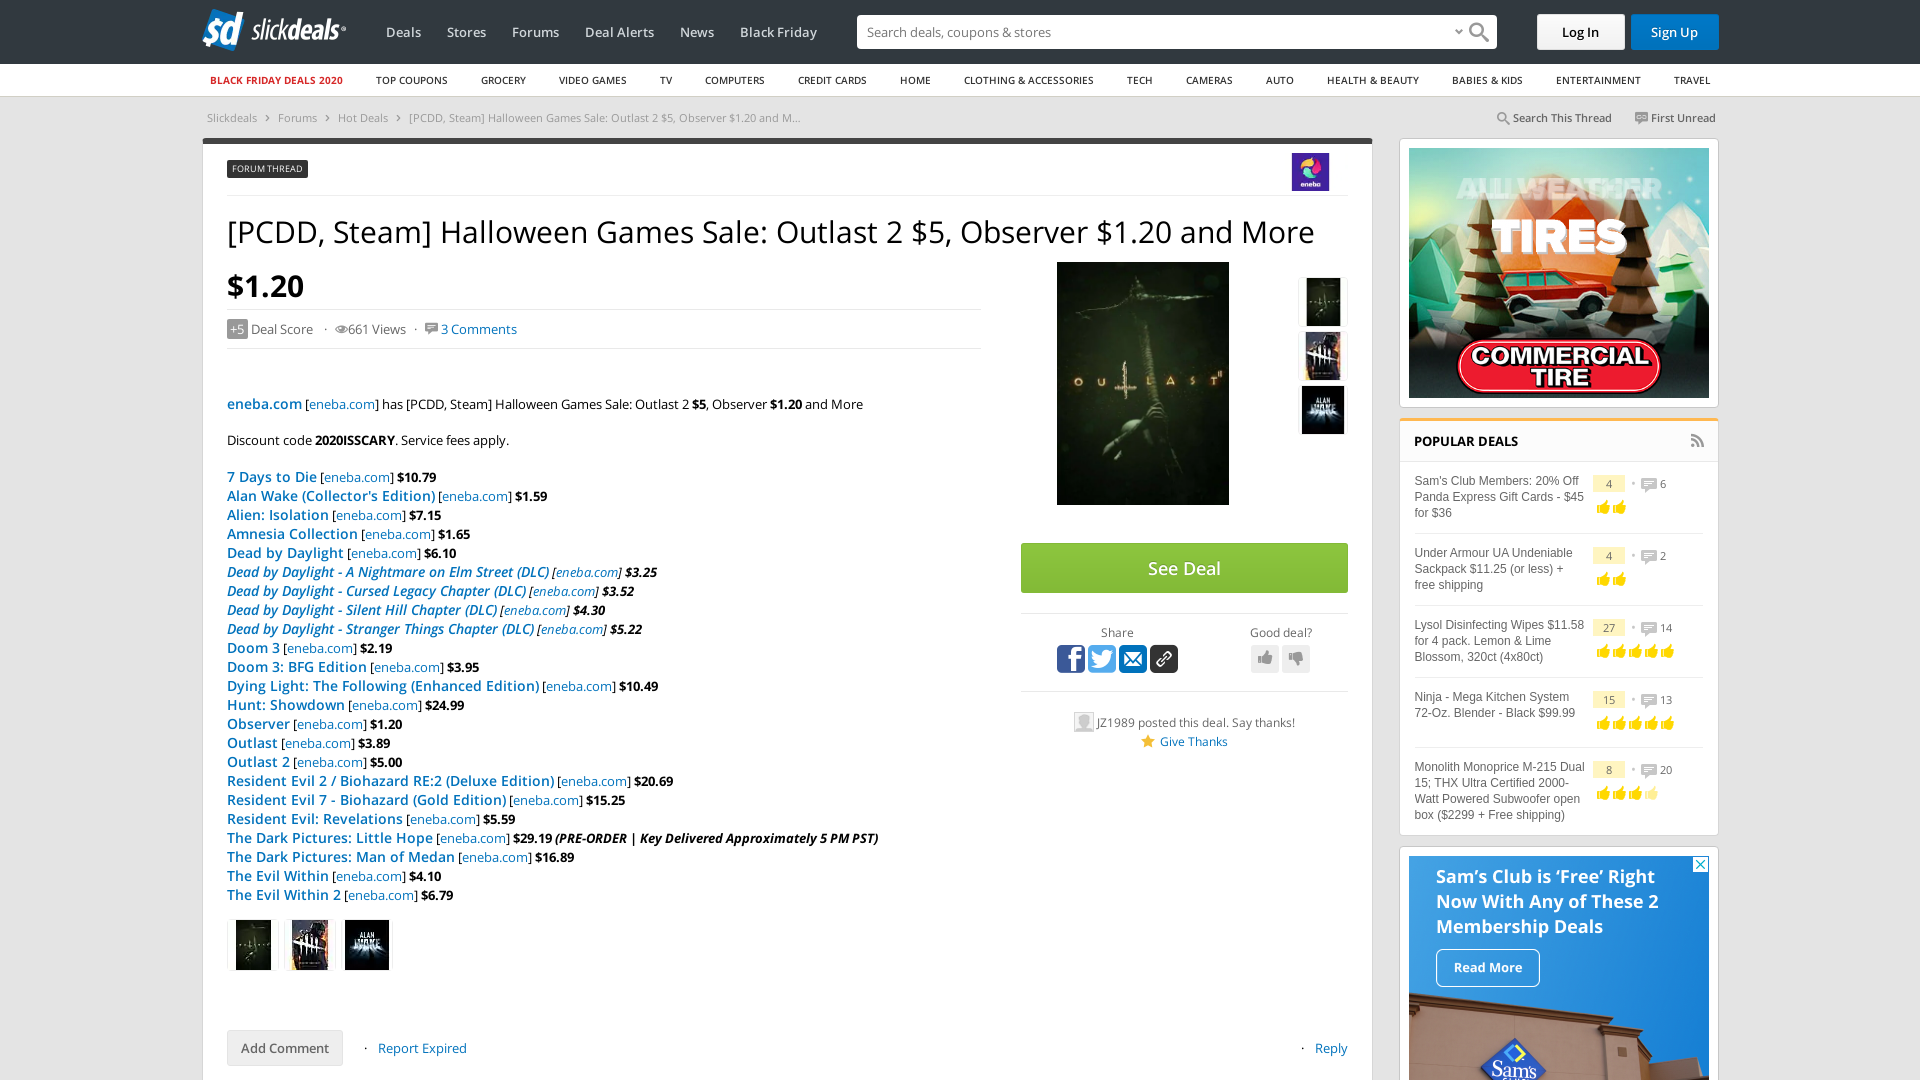 sd slickdeals
Deals
Stores
Forums
Deal Alerts
News
Black Friday
Search deals, coupons & stores
Log In
Sign Up
BLACK FRIDAY DEALS 2020
TOP COUPONS
GROCERY
VIDEO GAMES
TV
COMPUTERS
CREDIT CARDS
HOME
CLOTHING & ACCESSORIES
TECH
CAMERAS
AUTO
HEALTH & BEAUTY
BABIES & KIDS
ENTERTAINMENT
TRAVEL
Slickdeals › Forums › Hot Deals › [PCDD, Steam] Halloween Games Sale: Outlast 2 $5, Observer $1.20 and M...
Search This Thread
First Unread
FORUM THREAD
eneba
[PCDD, Steam] Halloween Games Sale: Outlast 2 $5, Observer $1.20 and More
$1.20
+5 Deal Score · 661 Views · 3 Comments
eneba.com [eneba.com] has [PCDD, Steam] Halloween Games Sale: Outlast 2 $5, Observer $1.20 and More
Discount code 2020ISSCARY. Service fees apply.
7 Days to Die [eneba.com] $10.79
Alan Wake (Collector's Edition) [eneba.com] $1.59
Alien: Isolation [eneba.com] $7.15
Amnesia Collection [eneba.com] $1.65
Dead by Daylight [eneba.com] $6.10
Dead by Daylight - A Nightmare on Elm Street (DLC) [eneba.com] $3.25
Dead by Daylight - Cursed Legacy Chapter (DLC) [eneba.com] $3.52
Dead by Daylight - Silent Hill Chapter (DLC) [eneba.com] $4.30
Dead by Daylight - Stranger Things Chapter (DLC) [eneba.com] $5.22
Doom 3 [eneba.com] $2.19
Doom 3: BFG Edition [eneba.com] $3.95
Dying Light: The Following (Enhanced Edition) [eneba.com] $10.49
Hunt: Showdown [eneba.com] $24.99
Observer [eneba.com] $1.20
Outlast [eneba.com] $3.89
Outlast 2 [eneba.com] $5.00
Resident Evil 2 / Biohazard RE:2 (Deluxe Edition) [eneba.com] $20.69
Resident Evil 7 - Biohazard (Gold Edition) [eneba.com] $15.25
Resident Evil: Revelations [eneba.com] $5.59
The Dark Pictures: Little Hope [eneba.com] $29.19 (PRE-ORDER | Key Delivered Approximately 5 PM PST)
The Dark Pictures: Man of Medan [eneba.com] $16.89
The Evil Within [eneba.com] $4.10
The Evil Within 2 [eneba.com] $6.79
ALAN WAKE
Add Comment
· Report Expired
· Reply
OUTLAST II
ALAN WAKE
See Deal
Share
Good deal?
JZ1989 posted this deal. Say thanks!
Give Thanks
ALL WEATHER
TIRES
COMMERCIAL
TIRE
POPULAR DEALS
Sam's Club Members: 20% Off
Panda Express Gift Cards - $45
for $36
4 · 6
Under Armour UA Undeniable
Sackpack $11.25 (or less) +
free shipping
4 · 2
Lysol Disinfecting Wipes $11.58
for 4 pack. Lemon & Lime
Blossom, 320ct (4x80ct)
27 · 14
Ninja - Mega Kitchen System
72-Oz. Blender - Black $99.99
15 · 13
Monolith Monoprice M-215 Dual
15; THX Ultra Certified 2000-
Watt Powered Subwoofer open
box ($2299 + Free shipping)
8 · 20
Sam's Club is ‘Free’ Right
Now With Any of These 2
Membership Deals
Read More
Sam's